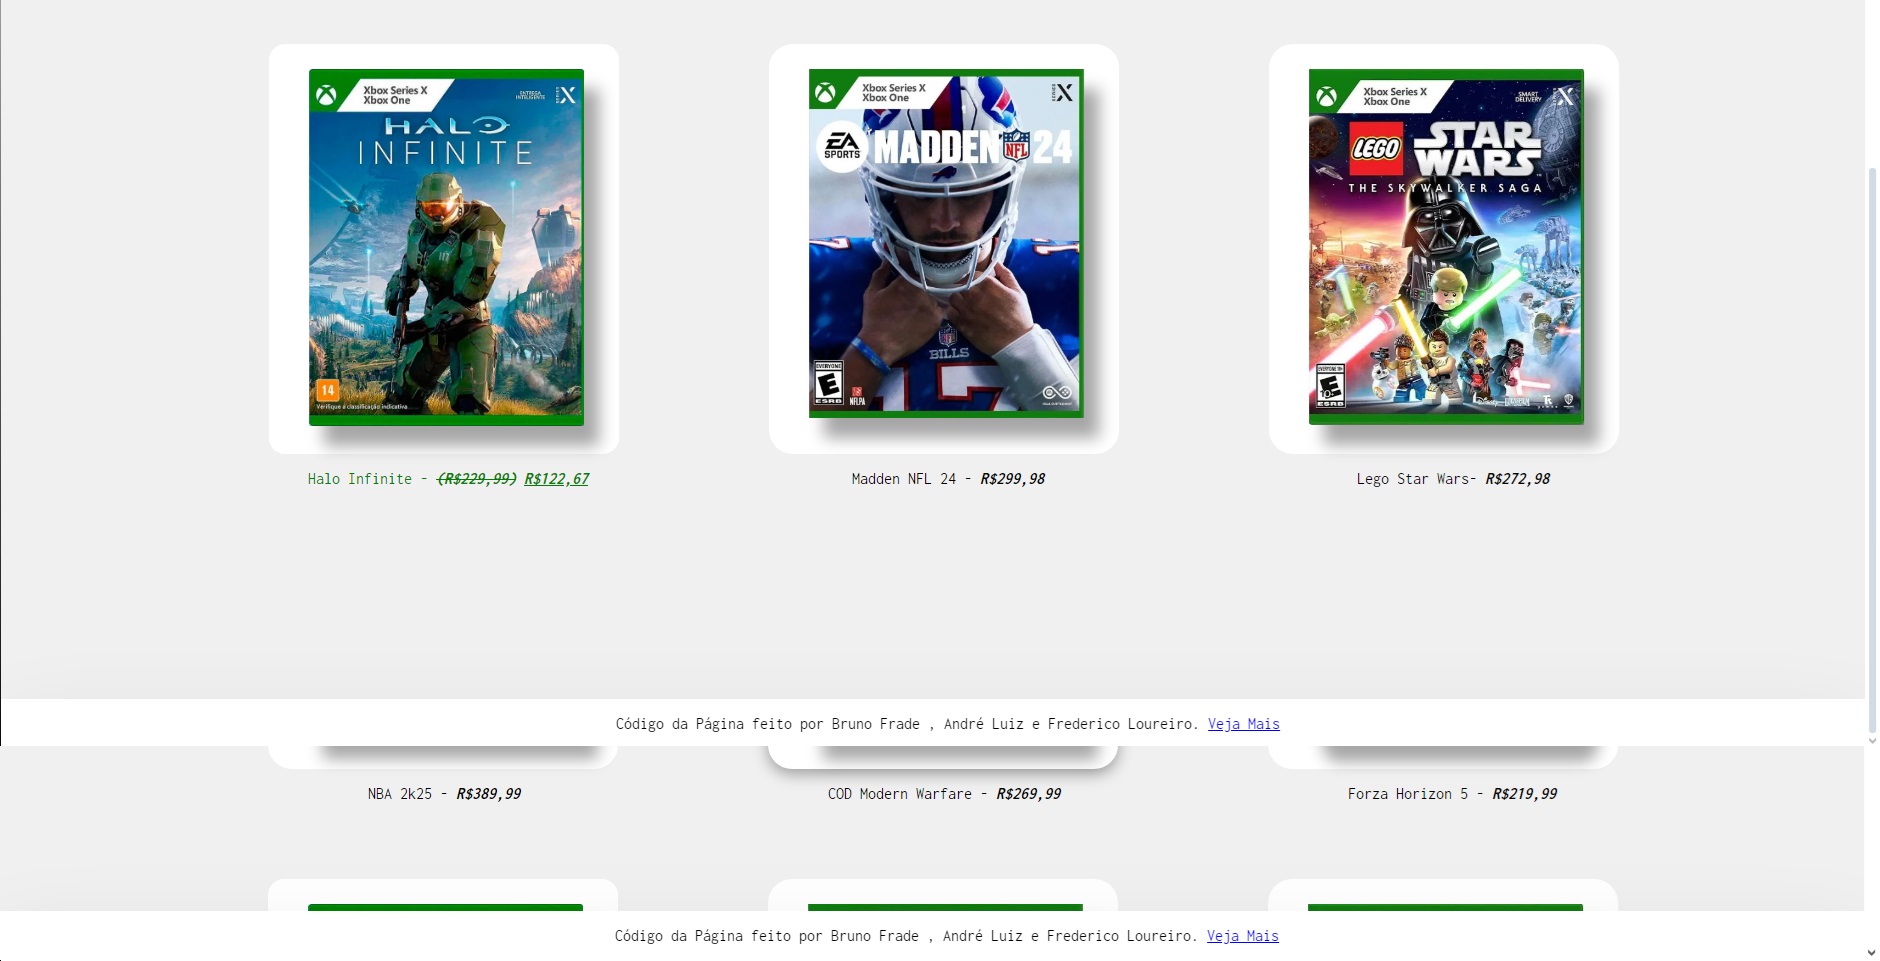 Xbox Series X
Xbox One
ENTREGA
INTELIGENTE
SERIES X
HALO
INFINITE
14
Verifique a classificação indicativa
Xbox Series X
Xbox One
SERIES X
EA
SPORTS
MADDEN NFL 24
BILLS
EVERYONE
E
ESRB
NFLPA
Xbox Series X
Xbox One
SMART
DELIVERY
SERIES X
LEGO
STAR
WARS
THE SKYWALKER SAGA
EVERYONE 10+
E
10+
ESRB
Disney
Halo Infinite - (R$229,99) R$122,67
Madden NFL 24 - R$299,98
Lego Star Wars- R$272,98
Código da Página feito por Bruno Frade , André Luiz e Frederico Loureiro. Veja Mais
NBA 2k25 - R$389,99
COD Modern Warfare - R$269,99
Forza Horizon 5 - R$219,99
Código da Página feito por Bruno Frade , André Luiz e Frederico Loureiro. Veja Mais